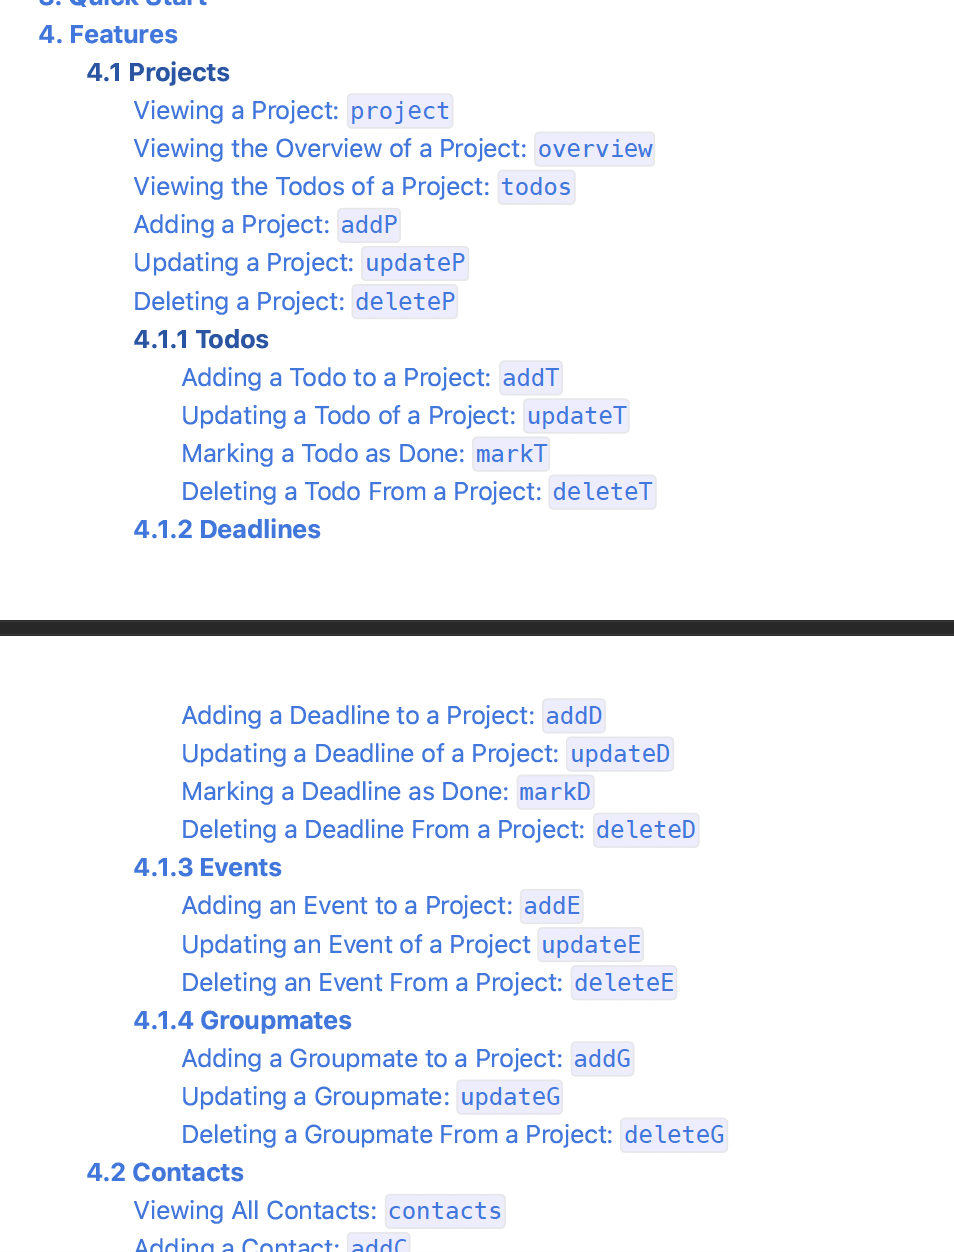 3. Quick Start
4. Features
4.1 Projects
Viewing a Project: project
Viewing the Overview of a Project: overview
Viewing the Todos of a Project: todos
Adding a Project: addP
Updating a Project: updateP
Deleting a Project: deleteP
4.1.1 Todos
Adding a Todo to a Project: addT
Updating a Todo of a Project: updateT
Marking a Todo as Done: markT
Deleting a Todo From a Project: deleteT
4.1.2 Deadlines
Adding a Deadline to a Project: addD
Updating a Deadline of a Project: updateD
Marking a Deadline as Done: markD
Deleting a Deadline From a Project: deleteD
4.1.3 Events
Adding an Event to a Project: addE
Updating an Event of a Project updateE
Deleting an Event From a Project: deleteE
4.1.4 Groupmates
Adding a Groupmate to a Project: addG
Updating a Groupmate: updateG
Deleting a Groupmate From a Project: deleteG
4.2 Contacts
Viewing All Contacts: contacts
Adding a Contact: addC